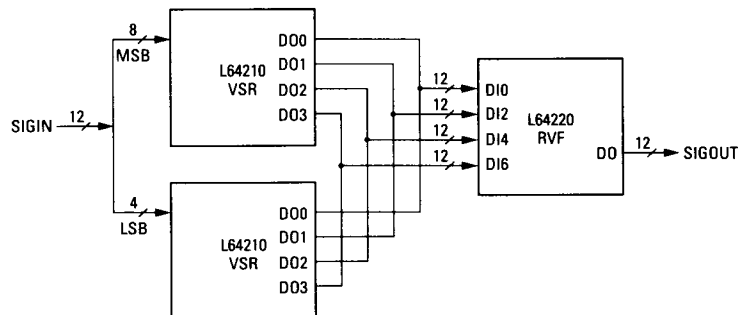 8
MSB
L64210
VSR
DO0
DO1
DO2
DO3
SIGIN
12
4
LSB
L64210
VSR
DO0
DO1
DO2
DO3
12
12
12
12
DI0
DI2
DI4
DI6
L64220
RVF
DO
12
SIGOUT